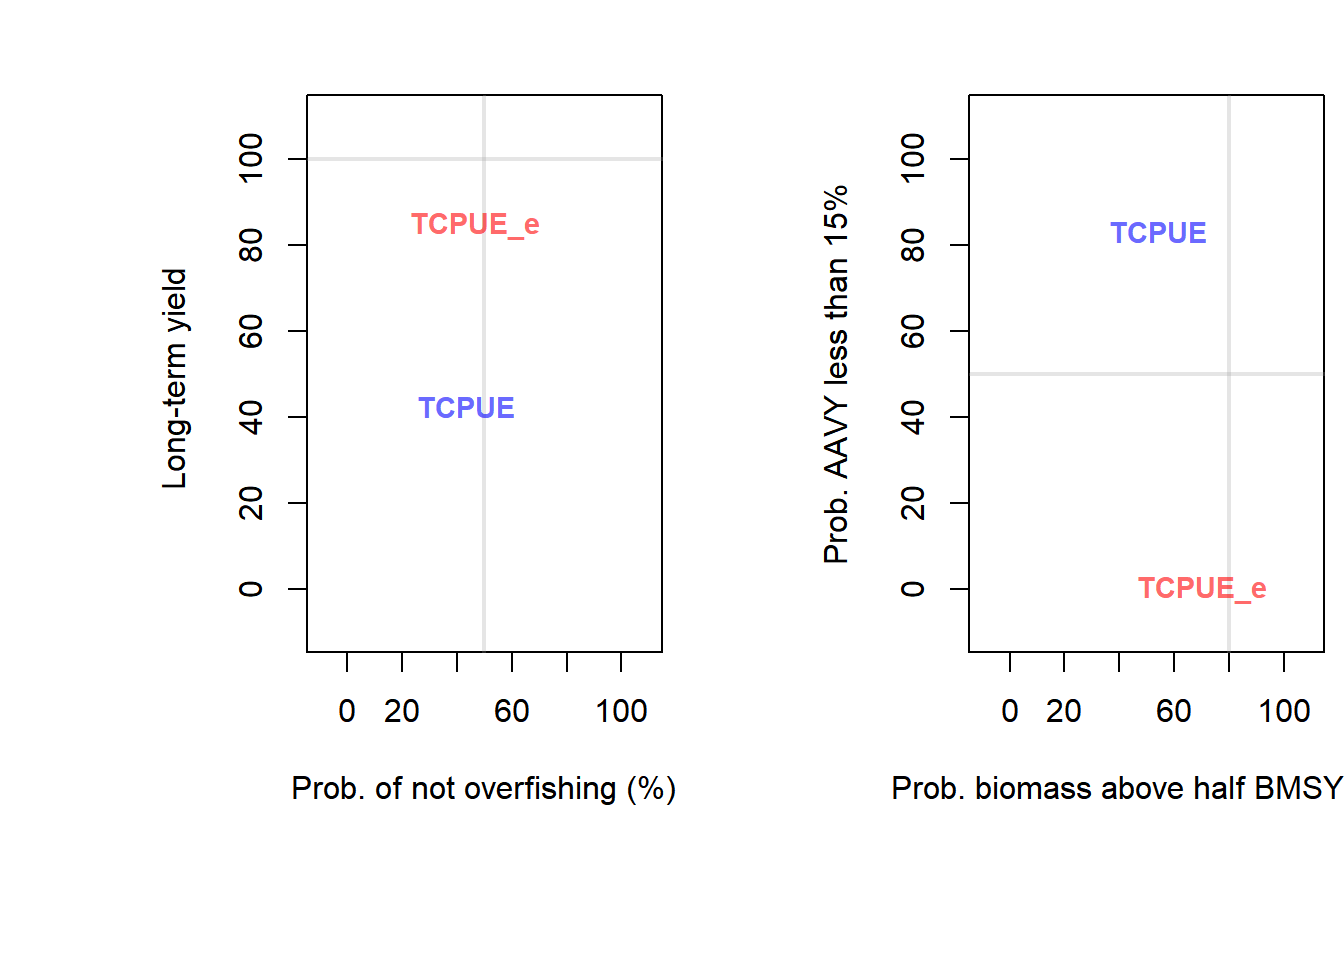 Long-term yield
100
80
60
40
20
0
TCPUE_e
TCPUE
0 20 60 100
Prob. of not overfishing (%)
Prob. AAVY less than 15%
100
80
60
40
20
0
TCPUE
TCPUE_e
0 20 60 100
Prob. biomass above half BMSY